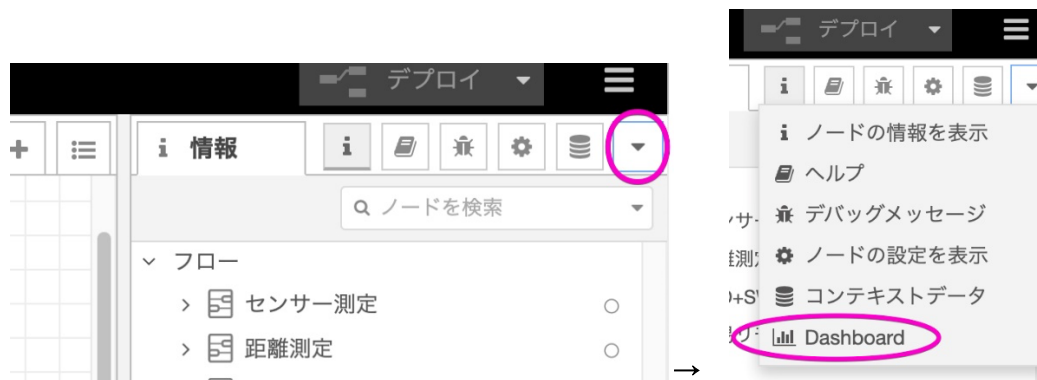 デプロイ
情報
ノードを検索
フロー
センサー測定
距離測定
→
デプロイ
ノードの情報を表示
ヘルプ
デバッグメッセージ
ノードの設定を表示
コンテキストデータ
Dashboard